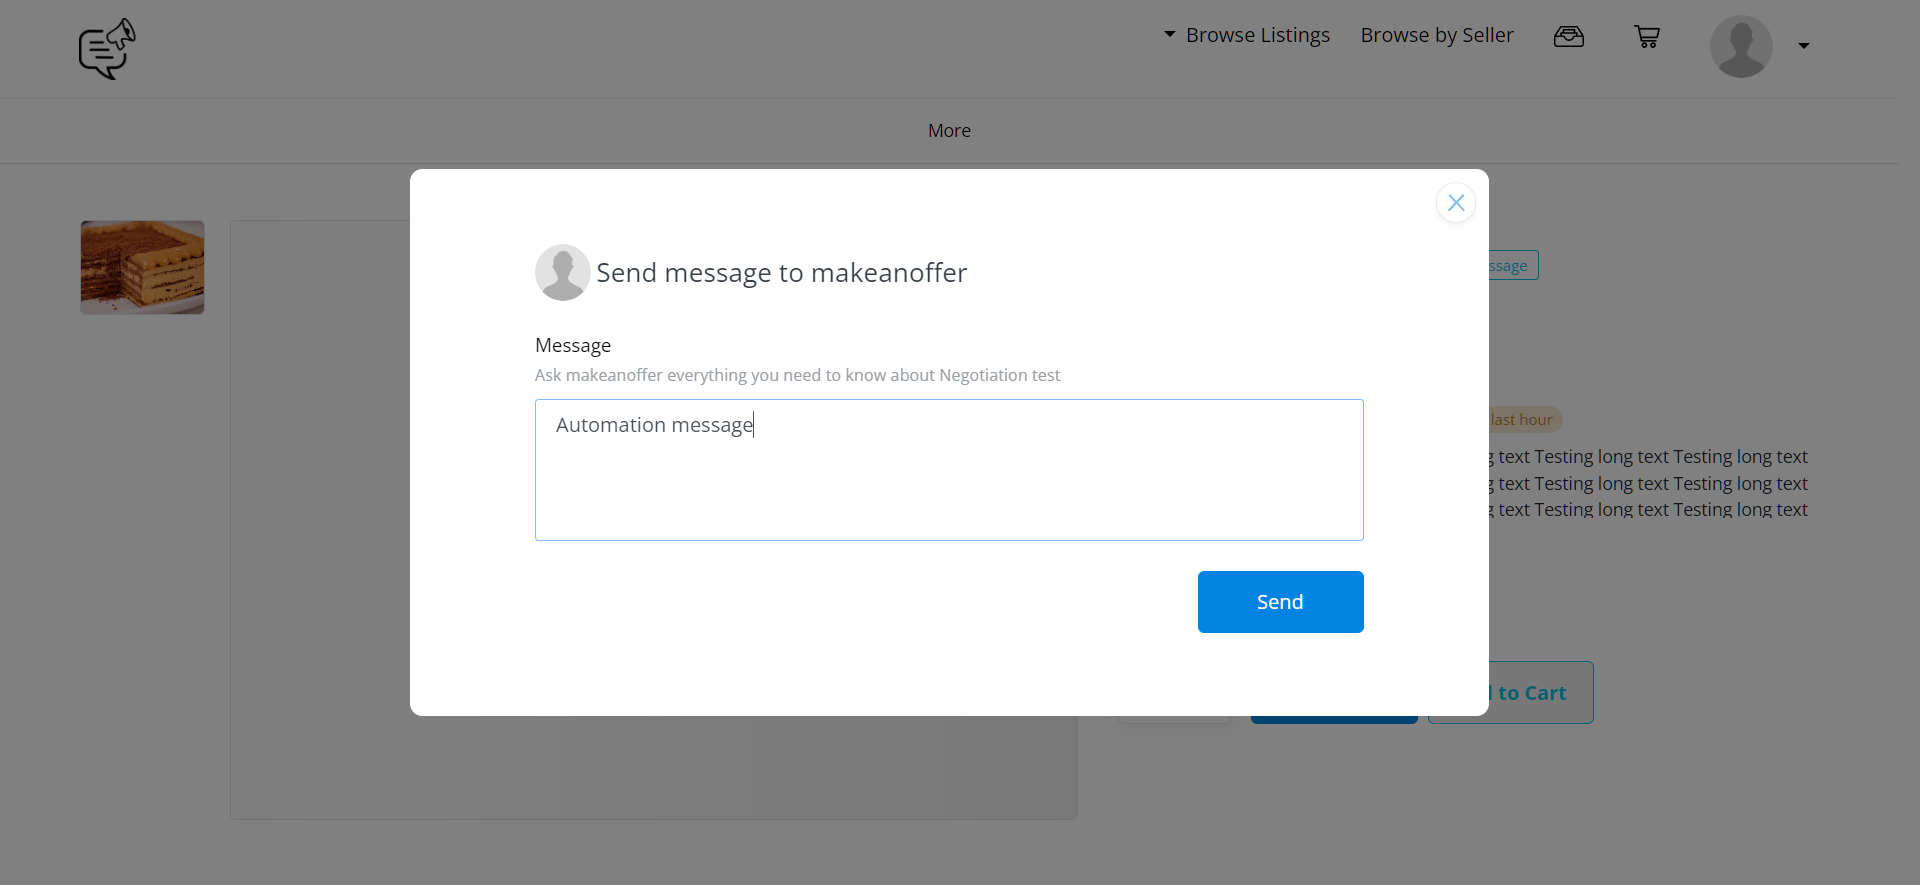 Browse Listings Browse by Seller
More
Send message to makeanoffer
Message
Ask makeanoffer everything you need to know about Negotiation test
Automation message
Send
last hour
text Testing long text Testing long text
text Testing long text Testing long text
text Testing long text Testing long text
to Cart